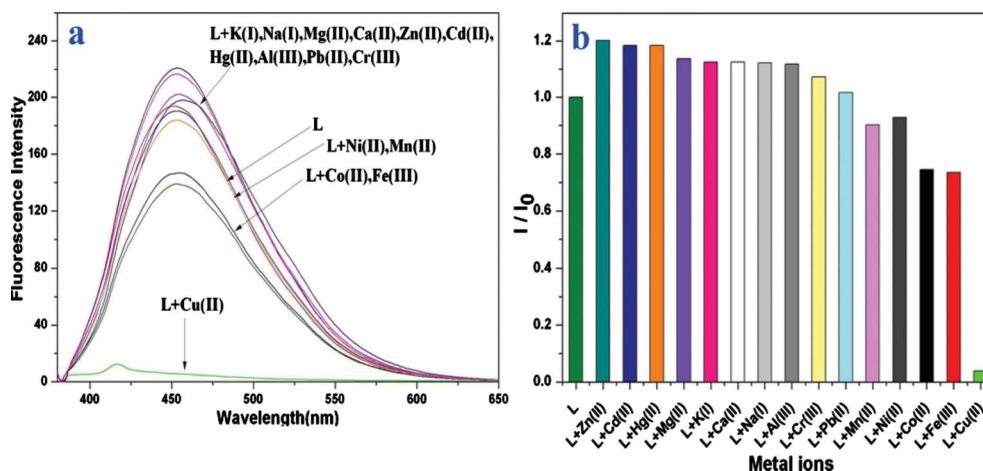 a
L+K(I),Na(I),Mg(II),Ca(II),Zn(II),Cd(II),
Hg(II),Al(III),Pb(II),Cr(III)
L
L+Ni(II),Mn(II)
L+Co(II),Fe(III)
L+Cu(II)
Fluorescence Intensity
240
200
160
120
80
40
0
400
450
500
550
600
650
Wavelength(nm)
b
I / I0
1.2
1.0
0.8
0.6
0.4
0.2
0.0
L
L+Zn(II)
L+Cd(II)
L+Hg(II)
L+Mg(II)
L+K(I)
L+Ca(II)
L+Na(I)
L+Al(III)
L+Cr(III)
L+Pb(II)
L+Mn(II)
L+Ni(II)
L+Co(II)
L+Fe(III)
L+Cu(II)
Metal ions